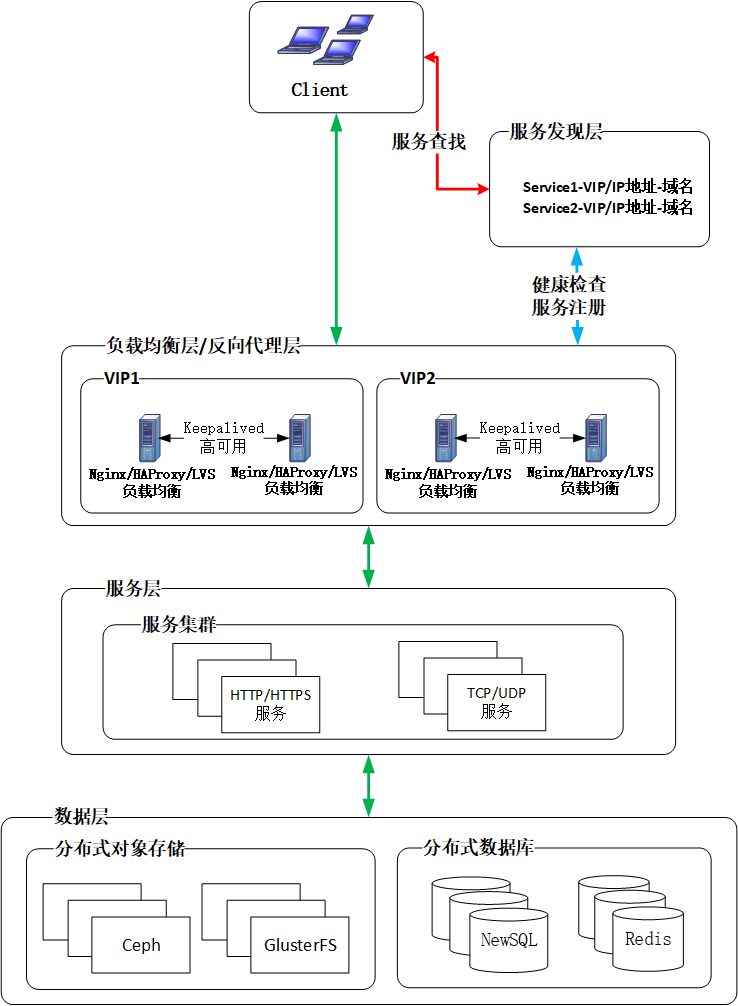 Client
服务查找
服务发现层
Service1-VIP/IP地址-域名
Service2-VIP/IP地址-域名
健康检查
服务注册
负载均衡层/反向代理层
VIP1
Keepalived
高可用
Nginx/HAProxy/LVS
负载均衡
Nginx/HAProxy/LVS
负载均衡
VIP2
Keepalived
高可用
Nginx/HAProxy/LVS
负载均衡
Nginx/HAProxy/LVS
负载均衡
服务层
服务集群
HTTP/HTTPS
服务
TCP/UDP
服务
数据层
分布式对象存储
Ceph
GlusterFS
分布式数据库
NewSQL
Redis